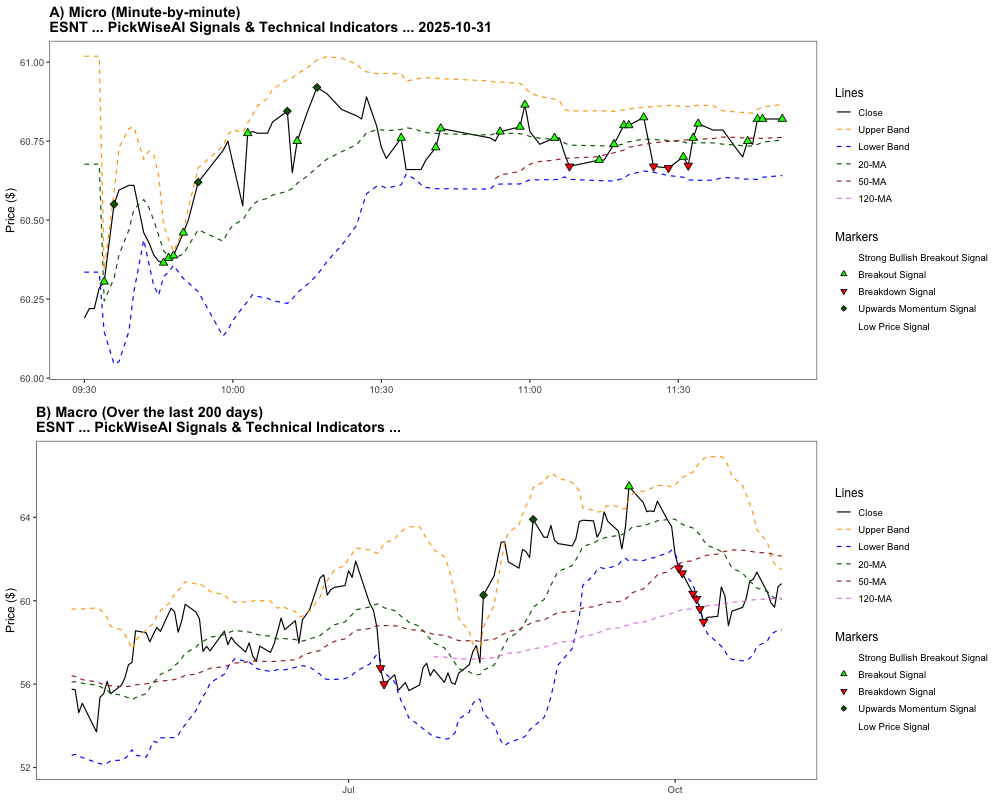 A) Micro (Minute-by-minute)
ESNT ... PickWiseAI Signals & Technical Indicators ... 2025-10-31
Price ($)
61.00
60.75
60.50
60.25
60.00
09:30
10:00
10:30
11:00
11:30
Lines
Close
Upper Band
Lower Band
20-MA
50-MA
120-MA
Markers
Strong Bullish Breakout Signal
Breakout Signal
Breakdown Signal
Upwards Momentum Signal
Low Price Signal
B) Macro (Over the last 200 days)
ESNT ... PickWiseAI Signals & Technical Indicators ...
Price ($)
64
60
56
52
Jul
Oct
Lines
Close
Upper Band
Lower Band
20-MA
50-MA
120-MA
Markers
Strong Bullish Breakout Signal
Breakout Signal
Breakdown Signal
Upwards Momentum Signal
Low Price Signal